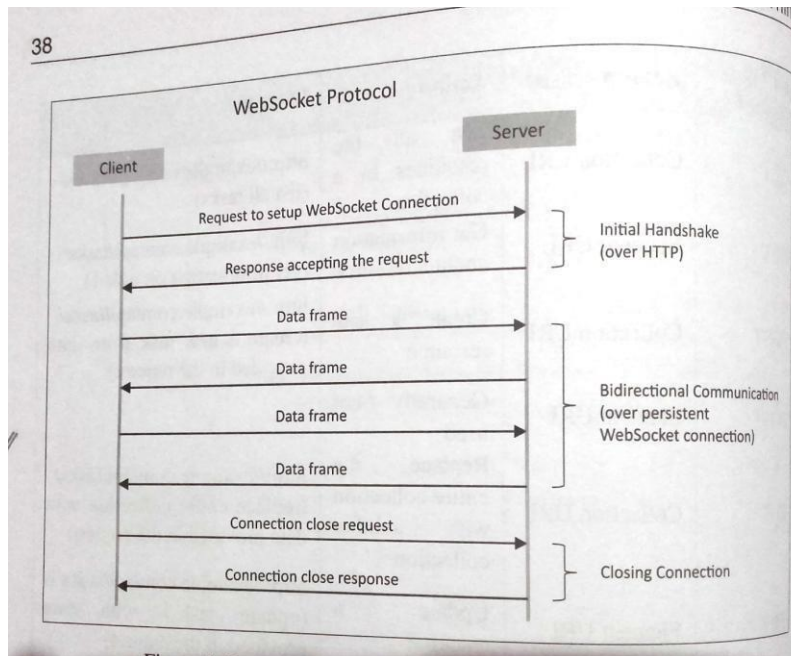 38
WebSocket Protocol
Client
Server
Request to setup WebSocket Connection
Initial Handshake
(over HTTP)
Response accepting the request
Data frame
Data frame
Bidirectional Communication
(over persistent
WebSocket connection)
Data frame
Data frame
Connection close request
Closing Connection
Connection close response